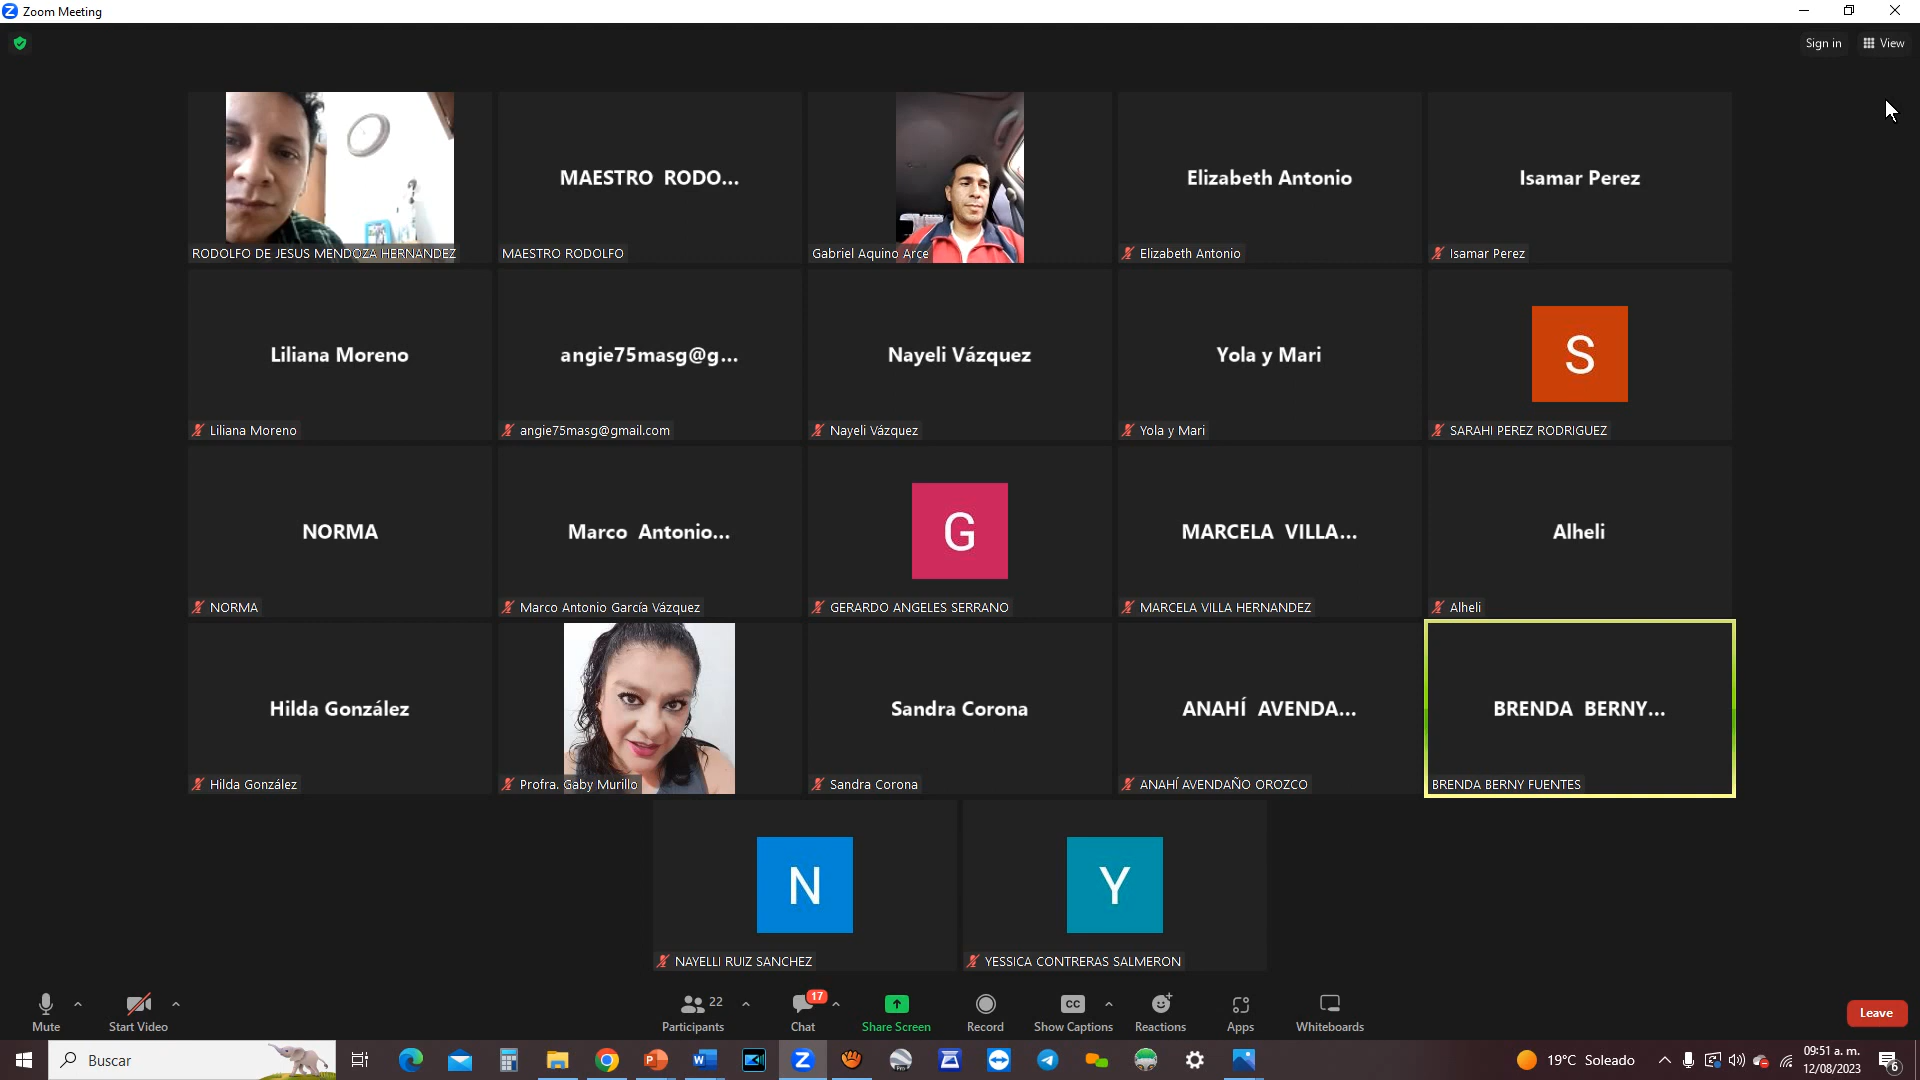 Zoom Meeting
Sign in
View
RODOLFO DE JESUS MENDOZA HERNANDEZ
MAESTRO RODO...
MAESTRO RODOLFO
Gabriel Aquino Arce
Elizabeth Antonio
Elizabeth Antonio
Isamar Perez
Isamar Perez
Liliana Moreno
Liliana Moreno
angie75masg@g...
angie75masg@gmail.com
Nayeli Vázquez
Nayeli Vázquez
Yola y Mari
Yola y Mari
S
SARAHI PEREZ RODRIGUEZ
NORMA
NORMA
Marco Antonio...
Marco Antonio García Vázquez
G
GERARDO ANGELES SERRANO
MARCELA VILLA...
MARCELA VILLA HERNANDEZ
Alheli
Alheli
Hilda González
Hilda González
Profra. Gaby Murillo
Sandra Corona
Sandra Corona
ANAHÍ AVENDA...
ANAHÍ AVENDAÑO OROZCO
BRENDA BERNY...
BRENDA BERNY FUENTES
N
NAYELLI RUIZ SANCHEZ
Y
YESSICA CONTRERAS SALMERON
Mute
Start Video
22
Participants
17
Chat
Share Screen
Record
CC
Show Captions
Reactions
Apps
Whiteboards
Leave
Buscar
19°C Soleado
09:51 a. m.
12/08/2023
6